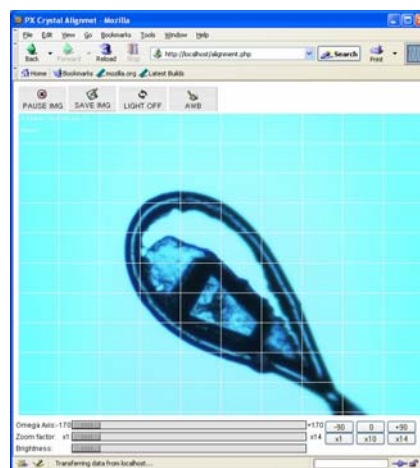 PX Crystal Alignmet - Mozilla
File Edit View Go Bookmarks Tools Window Help
Back Forward Reload Stop http://localhost/alignment.php Search Print
Home Bookmarks mozilla.org Latest Builds
PAUSE IMG SAVE IMG LIGHT OFF AWB
Omega Axis: -170 +170 -90 0 +90
Zoom factor: x1 x14 x1 x10 x14
Brightness:
Transferring data from localhost...